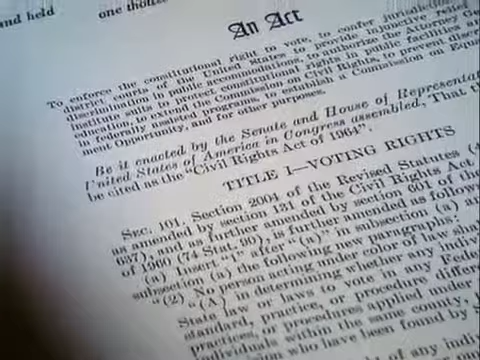 and held
one thous
An Act
To enforce the constitutional right to vote, to confer jurisdic
district courts of the United States to provide injunctive re
discrimination in public accommodations, to authorize the Attorney Ge
institute suits to protect constitutional rights in public facilities a
education, to extend the Commission on Civil Rights, to prevent discr
in federally assisted programs, to establish a Commission on Equa
ment Opportunity, and for other purposes.
Be it enacted by the Senate and House of Representat
United States of America in Congress assembled, That th
be cited as the "Civil Rights Act of 1964".
TITLE I—VOTING RIGHTS
SEC. 101. Section 2004 of the Revised Statutes (4
as amended by section 131 of the Civil Rights Act
637), and as further amended by section 601 of the
of 1960 (74 Stat. 90), is further amended as follows
(a) Insert "1" after "(a)" in subsection (a) a
subsection (a) the following new paragraphs:
"(2) No person acting under color of law sha
"(A) in determining whether any indiv
State law or laws to vote in any Fede
standard, practice, or procedure differ
practices, or procedures applied under
individuals within the same county,
who have been found by
any indi